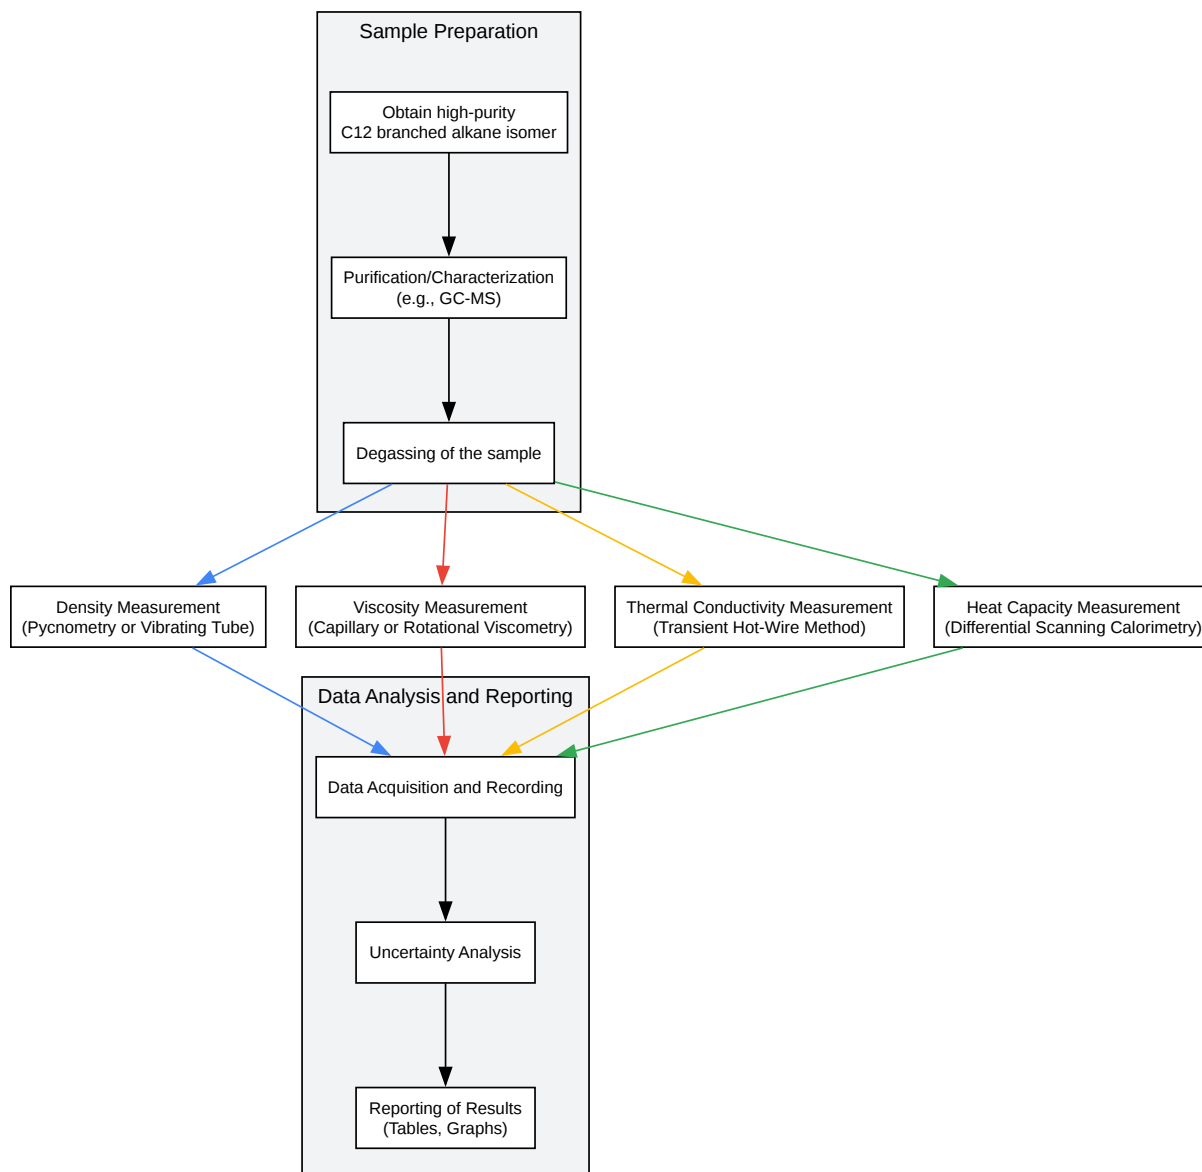 Sample Preparation
Obtain high-purity
C12 branched alkane isomer
Purification/Characterization
(e.g., GC-MS)
Degassing of the sample
Density Measurement
(Pycnometry or Vibrating Tube)
Viscosity Measurement
(Capillary or Rotational Viscometry)
Thermal Conductivity Measurement
(Transient Hot-Wire Method)
Heat Capacity Measurement
(Differential Scanning Calorimetry)
Data Analysis and Reporting
Data Acquisition and Recording
Uncertainty Analysis
Reporting of Results
(Tables, Graphs)